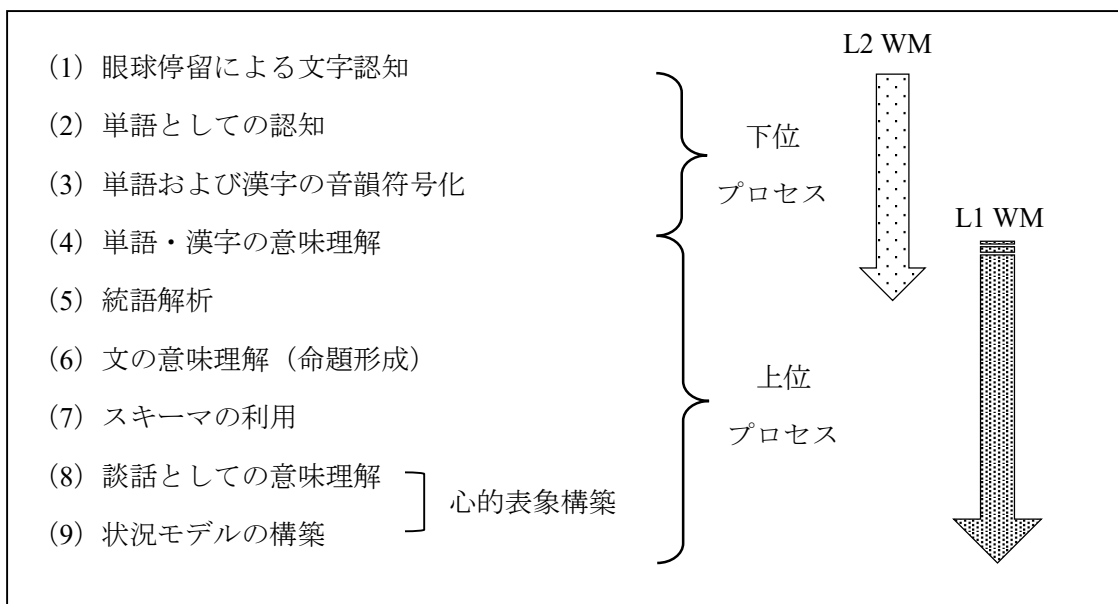 (1) 眼球停留による文字認知
(2) 単語としての認知
(3) 単語および漢字の音韻符号化
(4) 単語・漢字の意味理解
(5) 統語解析
(6) 文の意味理解（命題形成）
(7) スキーマの利用
(8) 談話としての意味理解
(9) 状況モデルの構築
心的表象構築
下位
プロセス
上位
プロセス
L2 WM
L1 WM